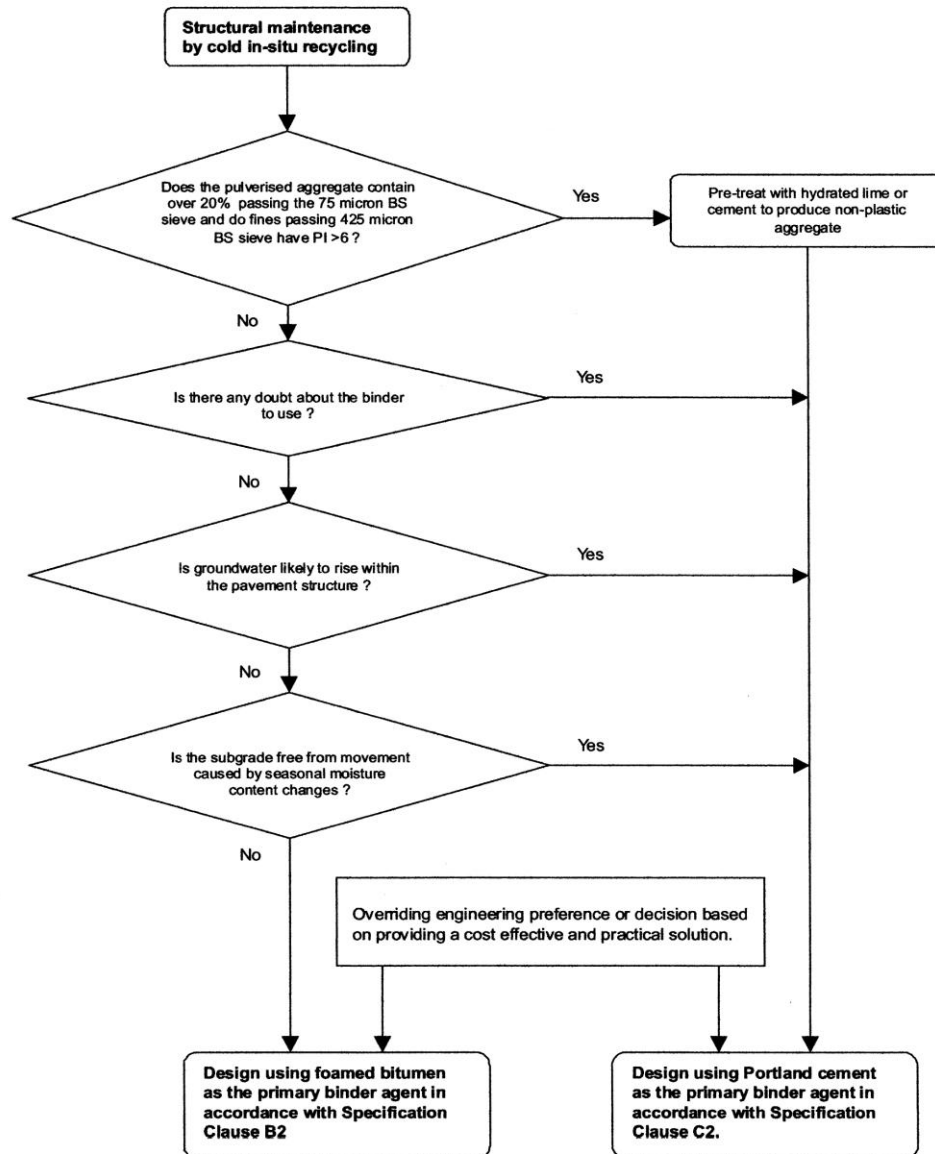 Structural maintenance
by cold in-situ recycling
Does the pulverised aggregate contain
over 20% passing the 75 micron BS
sieve and do fines passing 425 micron
BS sieve have PI >6 ?
Yes
Pre-treat with hydrated lime or
cement to produce non-plastic
aggregate
No
Is there any doubt about the binder
to use ?
Yes
No
Is groundwater likely to rise within
the pavement structure ?
Yes
No
Is the subgrade free from movement
caused by seasonal moisture
content changes ?
Yes
No
Overriding engineering preference or decision based
on providing a cost effective and practical solution.
Design using foamed bitumen
as the primary binder agent in
accordance with Specification
Clause B2
Design using Portland cement
as the primary binder agent in
accordance with Specification
Clause C2.